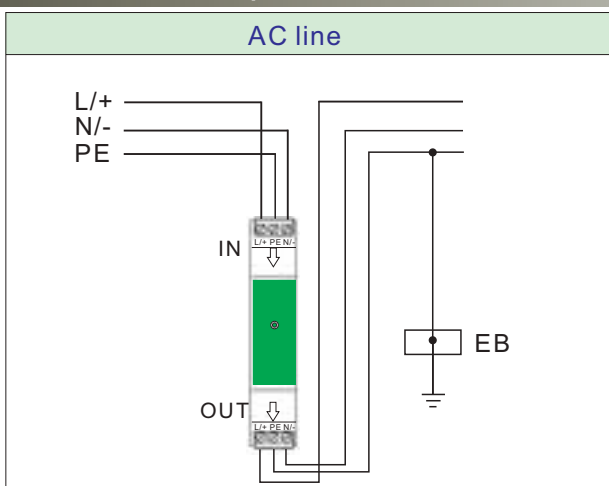 AC line
L/+
N/-
PE
IN
L/+ PE N/-
EB
OUT
L/+ PE N/-